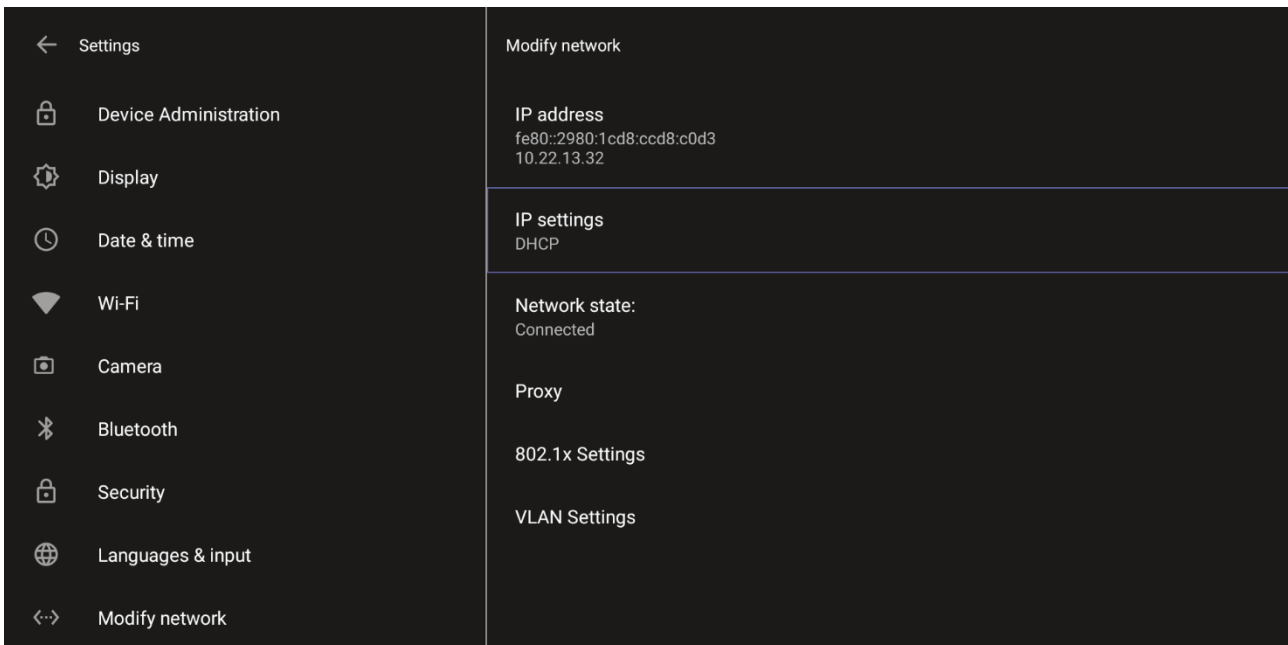 Settings
Device Administration
Display
Date & time
Wi-Fi
Camera
Bluetooth
Security
Languages & input
Modify network
Modify network
IP address
fe80::2980:1cd8:ccd8:c0d3
10.22.13.32
IP settings
DHCP
Network state:
Connected
Proxy
802.1x Settings
VLAN Settings